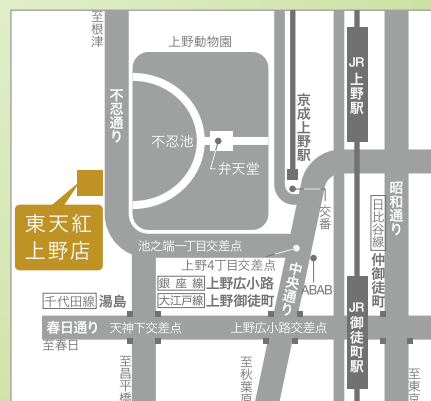 至根津
上野動物園
不忍通り
不忍池
弁天堂
京成上野駅
JR上野駅
交番
昭和通り
東天紅
上野店
池之端一丁目交差点
上野4丁目交差点
中央通り
ABAB
日比谷線 仲御徒町
銀座線 上野広小路
大江戸線 上野御徒町
千代田線 湯島
JR御徒町駅
春日通り 天神下交差点 上野広小路交差点
至春日
至昌平橋
至秋葉原
至東京